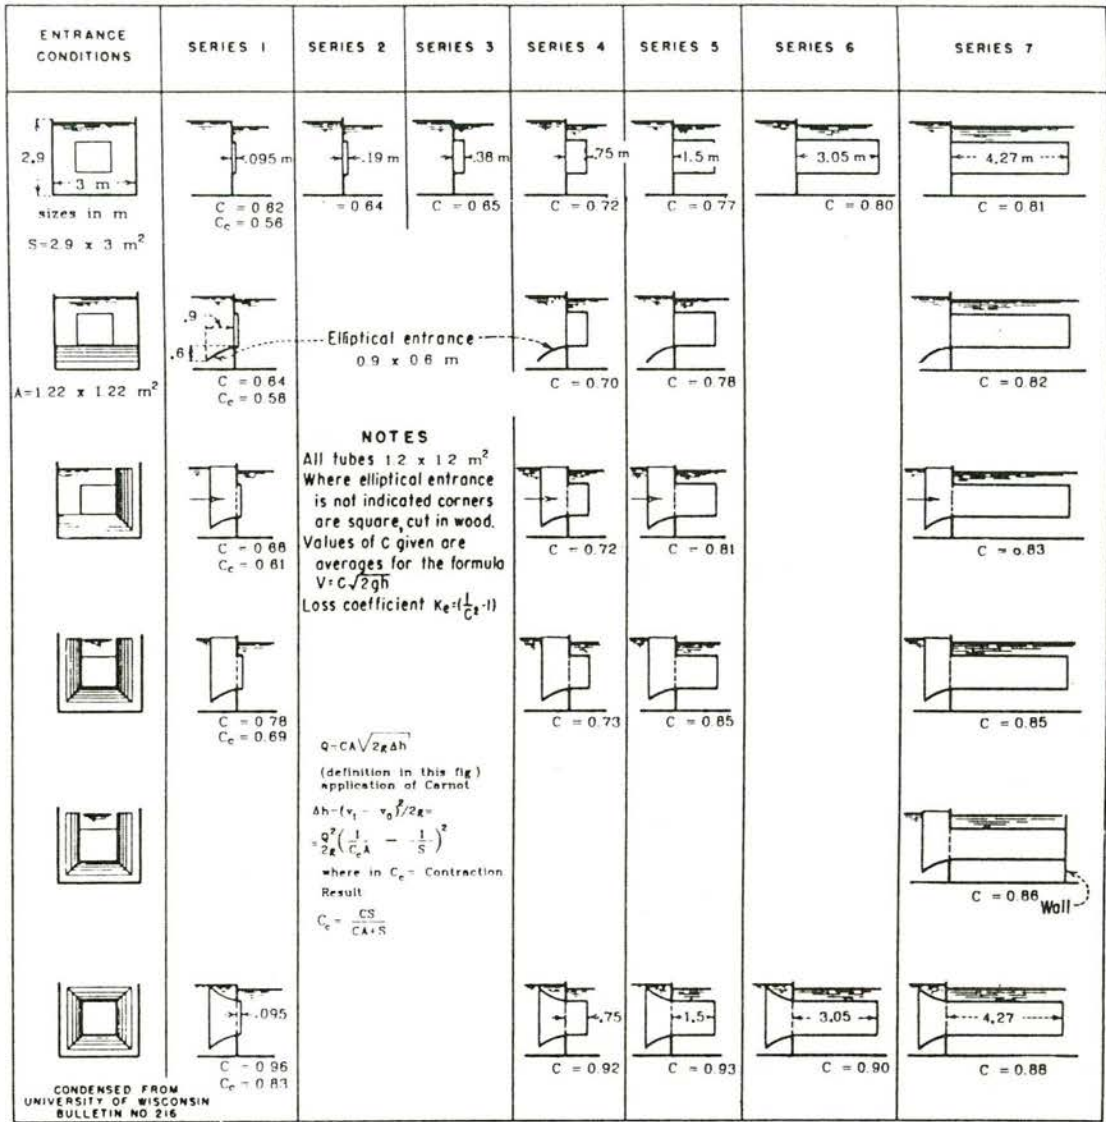 ENTRANCE CONDITIONS
SERIES 1
SERIES 2
SERIES 3
SERIES 4
SERIES 5
SERIES 6
SERIES 7
2.9
3 m
sizes in m
S=2.9 x 3 m²
.095 m
C = 0.62
Cc = 0.56
.19 m
= 0.64
.38 m
C = 0.65
.75 m
C = 0.72
1.5 m
C = 0.77
3.05 m
C = 0.80
4.27 m
C = 0.81
A=1.22 x 1.22 m²
.9
.6
C = 0.64
Cc = 0.58
Elliptical entrance
0.9 x 0.6 m
C = 0.70
C = 0.78
C = 0.82
C = 0.66
Cc = 0.61
NOTES
All tubes 1.2 x 1.2 m²
Where elliptical entrance
is not indicated corners
are square, cut in wood.
Values of C given are
averages for the formula
V=C√2gh
Loss coefficient Ke=(1/C²-1)
C = 0.72
C = 0.81
C = 0.83
C = 0.78
Cc = 0.69
C = 0.73
C = 0.85
C = 0.85
Q=CA√2gΔh
(definition in this fig)
application of Carnot
Δh=(v1 - v0)²/2g=
=Q²/2g(1/CcA - 1/S)²
where in Cc = Contraction
Result
Cc = CS/CA+S
C = 0.86
Wall
.095
C = 0.96
Cc = 0.83
.75
C = 0.92
1.5
C = 0.93
3.05
C = 0.90
4.27
C = 0.88
CONDENSED FROM
UNIVERSITY OF WISCONSIN
BULLETIN NO 216